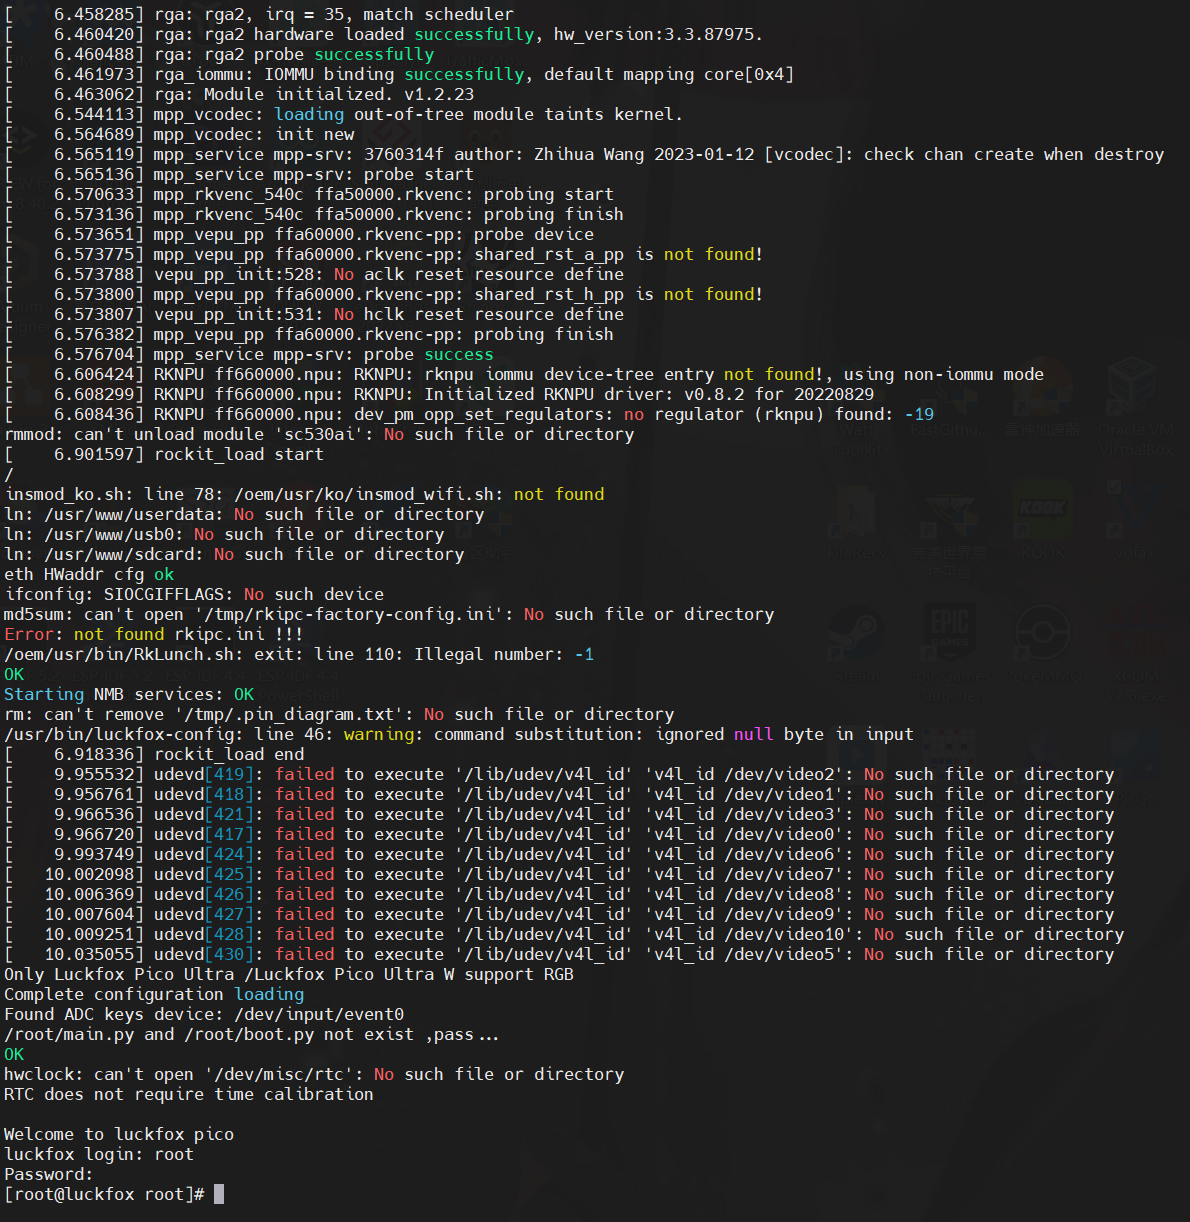 [    6.458285] rga: rga2, irq = 35, match scheduler
[    6.460420] rga: rga2 hardware loaded successfully, hw_version:3.3.87975.
[    6.460488] rga: rga2 probe successfully
[    6.461973] rga_iommu: IOMMU binding successfully, default mapping core[0x4]
[    6.463062] rga: Module initialized. v1.2.23
[    6.544113] mpp_vcodec: loading out-of-tree module taints kernel.
[    6.564689] mpp_vcodec: init new
[    6.565119] mpp_service mpp-srv: 3760314f author: Zhihua Wang 2023-01-12 [vcodec]: check chan create when destroy
[    6.565136] mpp_service mpp-srv: probe start
[    6.570633] mpp_rkvenc_540c ffa50000.rkvenc: probing start
[    6.573136] mpp_rkvenc_540c ffa50000.rkvenc: probing finish
[    6.573651] mpp_vepu_pp ffa60000.rkvenc-pp: probe device
[    6.573775] mpp_vepu_pp ffa60000.rkvenc-pp: shared_rst_a_pp is not found!
[    6.573788] vepu_pp_init:528: No aclk reset resource define
[    6.573800] mpp_vepu_pp ffa60000.rkvenc-pp: shared_rst_h_pp is not found!
[    6.573807] vepu_pp_init:531: No hclk reset resource define
[    6.576382] mpp_vepu_pp ffa60000.rkvenc-pp: probing finish
[    6.576704] mpp_service mpp-srv: probe success
[    6.606424] RKNPU ff660000.npu: RKNPU: rknpu iommu device-tree entry not found!, using non-iommu mode
[    6.608299] RKNPU ff660000.npu: RKNPU: Initialized RKNPU driver: v0.8.2 for 20220829
[    6.608436] RKNPU ff660000.npu: dev_pm_opp_set_regulators: no regulator (rknpu) found: -19
rmmod: can't unload module 'sc530ai': No such file or directory
[    6.901597] rockit_load start
/
insmod_ko.sh: line 78: /oem/usr/ko/insmod_wifi.sh: not found
ln: /usr/www/userdata: No such file or directory
ln: /usr/www/usb0: No such file or directory
ln: /usr/www/sdcard: No such file or directory
eth HWaddr cfg ok
ifconfig: SIOCGIFFLAGS: No such device
md5sum: can't open '/tmp/rkipc-factory-config.ini': No such file or directory
Error: not found rkipc.ini !!!
/oem/usr/bin/RkLunch.sh: exit: line 110: Illegal number: -1
OK
Starting NMB services: OK
rm: can't remove '/tmp/.pin_diagram.txt': No such file or directory
/usr/bin/luckfox-config: line 46: warning: command substitution: ignored null byte in input
[    6.918336] rockit_load end
[    9.955532] udevd[419]: failed to execute '/lib/udev/v4l_id' 'v4l_id /dev/video2': No such file or directory
[    9.956761] udevd[418]: failed to execute '/lib/udev/v4l_id' 'v4l_id /dev/video1': No such file or directory
[    9.966536] udevd[421]: failed to execute '/lib/udev/v4l_id' 'v4l_id /dev/video3': No such file or directory
[    9.966720] udevd[417]: failed to execute '/lib/udev/v4l_id' 'v4l_id /dev/video0': No such file or directory
[    9.993749] udevd[424]: failed to execute '/lib/udev/v4l_id' 'v4l_id /dev/video6': No such file or directory
[   10.002098] udevd[425]: failed to execute '/lib/udev/v4l_id' 'v4l_id /dev/video7': No such file or directory
[   10.006369] udevd[426]: failed to execute '/lib/udev/v4l_id' 'v4l_id /dev/video8': No such file or directory
[   10.007604] udevd[427]: failed to execute '/lib/udev/v4l_id' 'v4l_id /dev/video9': No such file or directory
[   10.009251] udevd[428]: failed to execute '/lib/udev/v4l_id' 'v4l_id /dev/video10': No such file or directory
[   10.035055] udevd[430]: failed to execute '/lib/udev/v4l_id' 'v4l_id /dev/video5': No such file or directory
Only Luckfox Pico Ultra /Luckfox Pico Ultra W support RGB
Complete configuration loading
Found ADC keys device: /dev/input/event0
/root/main.py and /root/boot.py not exist ,pass...
OK
hwclock: can't open '/dev/misc/rtc': No such file or directory
RTC does not require time calibration
Welcome to luckfox pico
luckfox login: root
Password:
[root@luckfox root]#